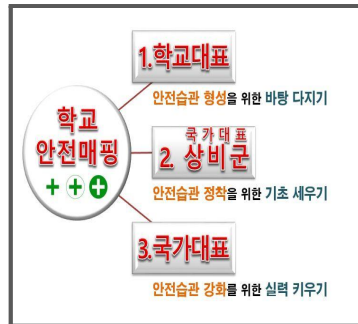 1.학교대표
안전습관 형성을 위한 바탕 다지기
학교
안전매핑
국가대표
2. 상비군
안전습관 정착을 위한 기초 세우기
3.국가대표
안전습관 강화를 위한 실력 키우기